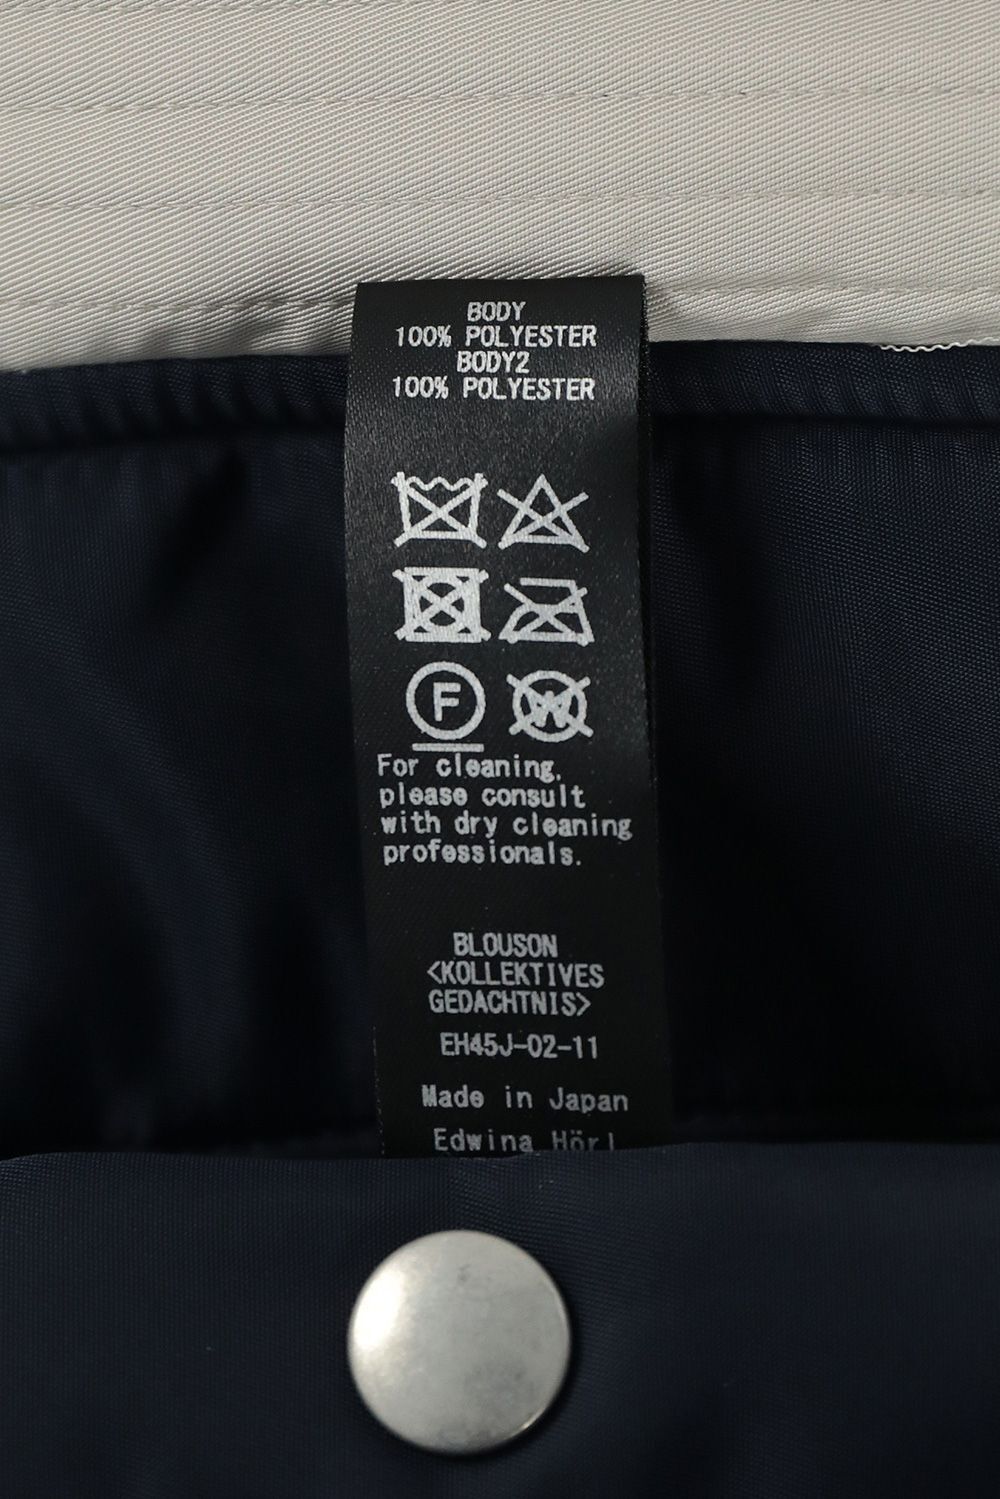 BODY
100% POLYESTER
BODY2
100% POLYESTER
F W
For cleaning,
please consult
with dry cleaning
professionals.
BLOUSON
<KOLLEKTIVES
GEDACHTNIS>
EH45J-02-11
Made in Japan
Edwina Hörl